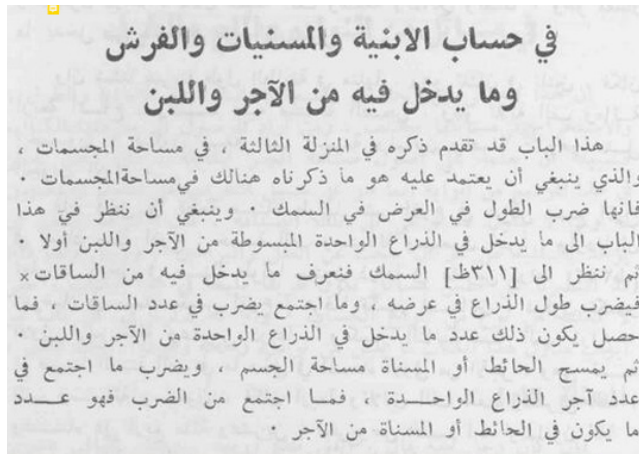 في حساب الابنية والمسنيات والفرش
وما يدخل فيه من الآجر واللبن
هذا الباب قد تقدم ذكره في المنزلة الثالثة ، في مساحة المجسمات ،
والذي ينبغي أن يعتمد عليه هو ما ذكرناه هنالك في مساحة المجسمات ·
فانها ضرب الطول في العرض في السمك · وينبغي أن ننظر في هذا
الباب الى ما يدخل في الذراع الواحدة المبسوطة من الآجر واللبن أولا ·
ثم ننظر الى [٣١١ظ] السمك فنعرف ما يدخل فيه من الساقات×
فيضرب طول الذراع في عرضه ، وما اجتمع يضرب في عدد الساقات ، فما
حصل يكون ذلك عدد ما يدخل في الذراع الواحدة من الآجر واللبن ·
ثم يمسح الحائط أو المسناة مساحة الجسم ، ويضرب ما اجتمع في
عدد آجر الذراع الواحــدة ، فمــا اجتمع من الضرب فهو عــدد
ما يكون في الحائط أو المسناة من الآجر ·